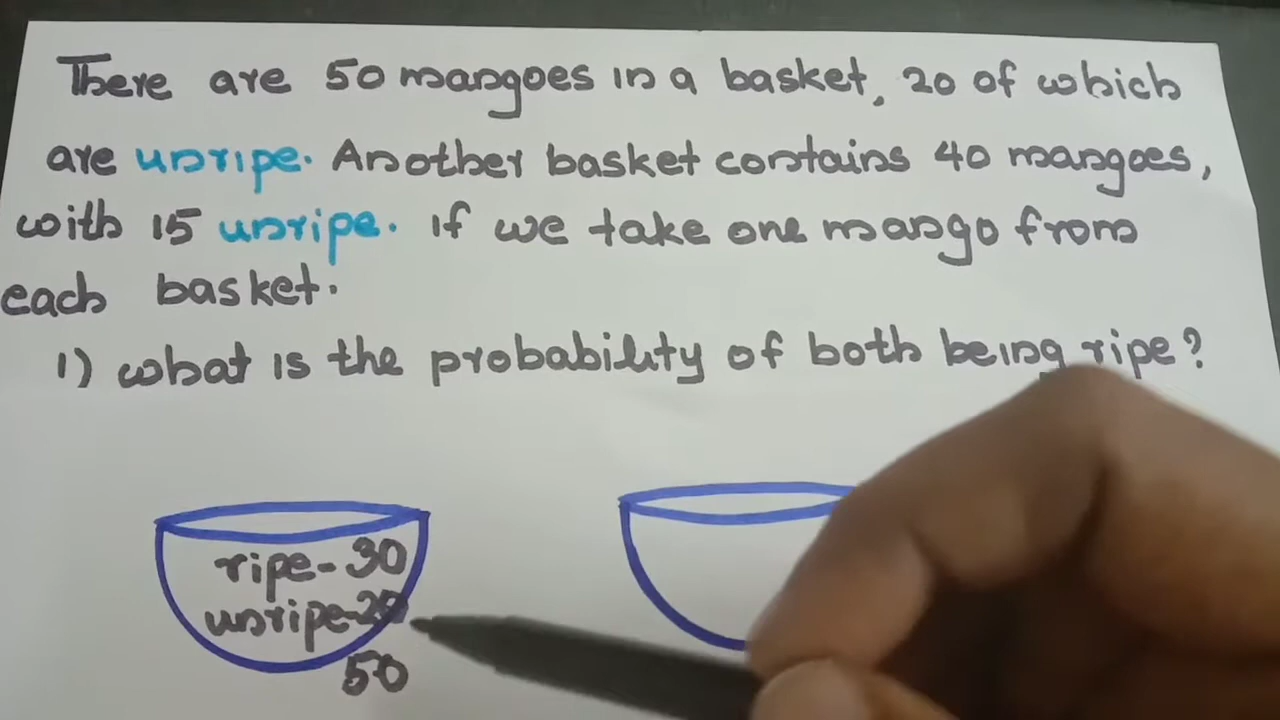 There are 50 mangoes in a basket, 20 of which
are unripe. Another basket contains 40 mangoes,
with 15 unripe. If we take one mango from
each basket.
1) What is the probability of both being ripe?
ripe-30
unripe-20
50